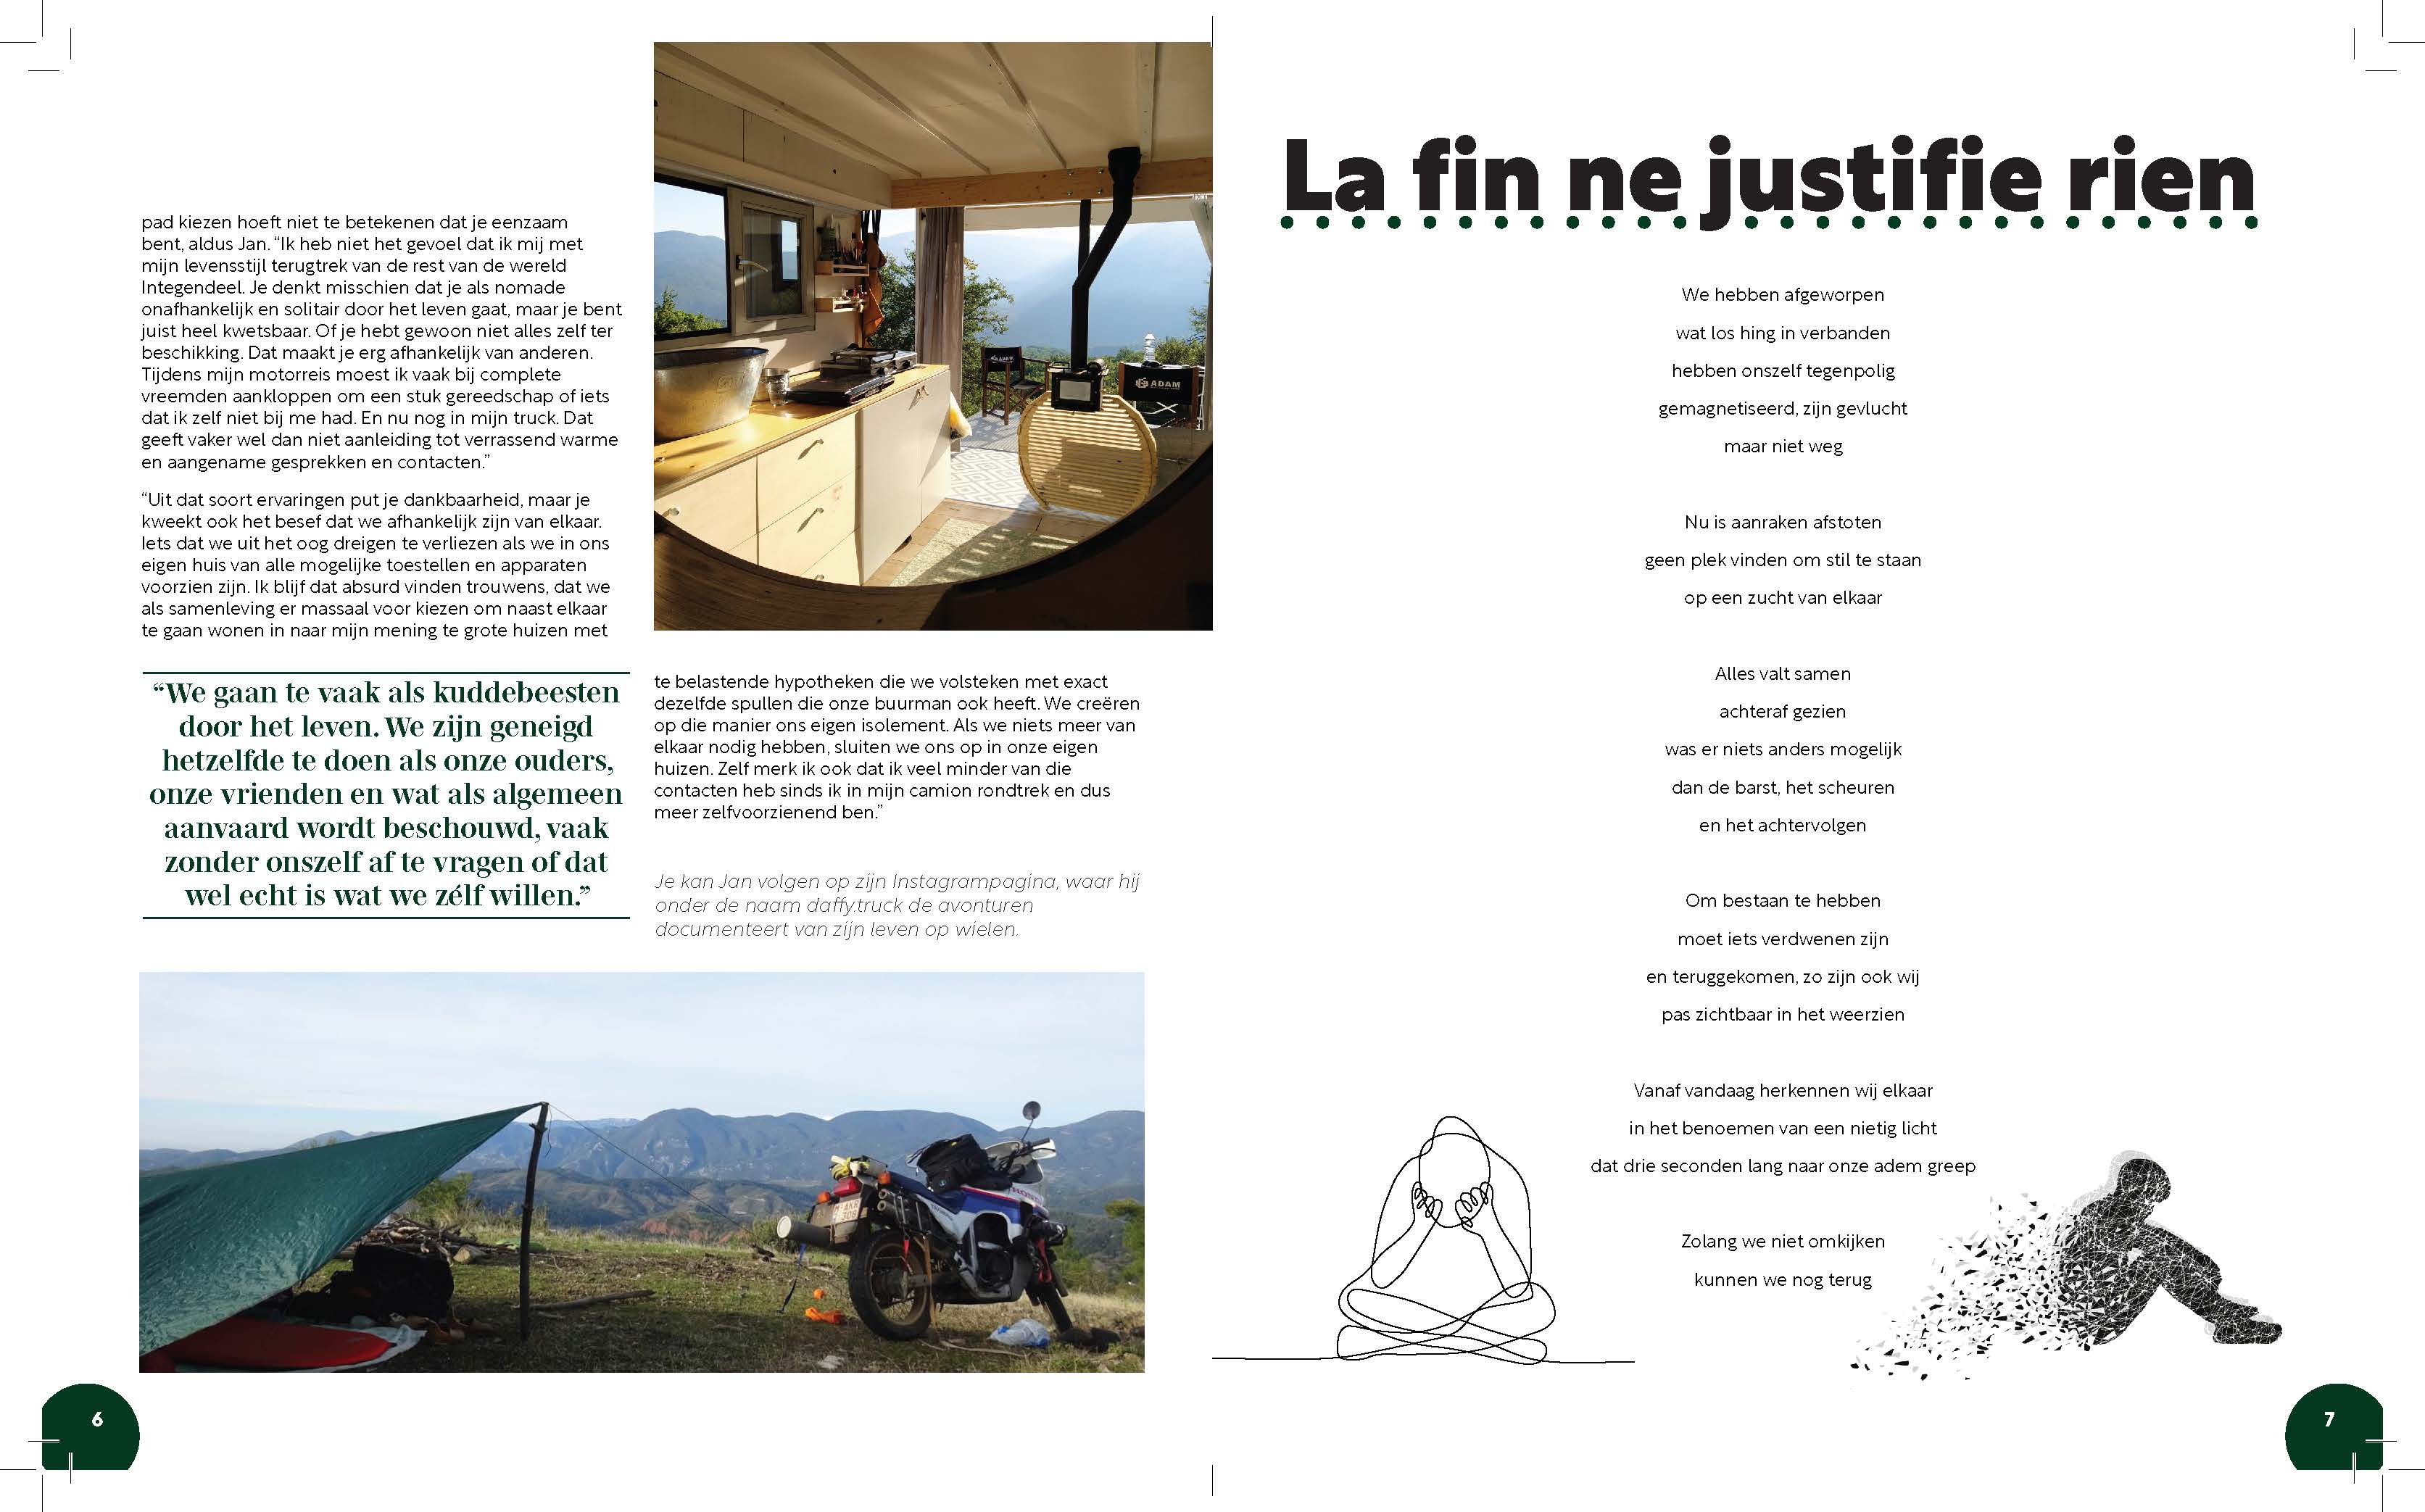 pad kiezen hoeft niet te betekenen dat je eenzaam
bent, aldus Jan. “Ik heb niet het gevoel dat ik mij met
mijn levensstijl terugtrek van de rest van de wereld
Integendeel. Je denkt misschien dat je als nomade
onafhankelijk en solitair door het leven gaat, maar je bent
juist heel kwetsbaar. Of je hebt gewoon niet alles zelf ter
beschikking. Dat maakt je erg afhankelijk van anderen.
Tijdens mijn motorreis moest ik vaak bij complete
vreemden aankloppen om een stuk gereedschap of iets
dat ik zelf niet bij me had. En nu nog in mijn truck. Dat
geeft vaker wel dan niet aanleiding tot verrassend warme
en aangename gesprekken en contacten.”
“Uit dat soort ervaringen put je dankbaarheid, maar je
kweekt ook het besef dat we afhankelijk zijn van elkaar.
Iets dat we uit het oog dreigen te verliezen als we in ons
eigen huis van alle mogelijke toestellen en apparaten
voorzien zijn. Ik blijf dat absurd vinden trouwens, dat we
als samenleving er massaal voor kiezen om naast elkaar
te gaan wonen in naar mijn mening te grote huizen met
“We gaan te vaak als kuddebeesten
door het leven. We zijn geneigd
hetzelfde te doen als onze ouders,
onze vrienden en wat als algemeen
aanvaard wordt beschouwd, vaak
zonder onszelf af te vragen of dat
wel echt is wat we zélf willen.”
ADAM
te belastende hypotheken die we volsteken met exact
dezelfde spullen die onze buurman ook heeft. We creëren
op die manier ons eigen isolement. Als we niets meer van
elkaar nodig hebben, sluiten we ons op in onze eigen
huizen. Zelf merk ik ook dat ik veel minder van die
contacten heb sinds ik in mijn camion rondtrek en dus
meer zelfvoorzienend ben.”
Je kan Jan volgen op zijn Instagrampagina, waar hij
onder de naam daffy.truck de avonturen
documenteert van zijn leven op wielen.
6
La fin ne justifie rien
We hebben afgeworpen
wat los hing in verbanden
hebben onszelf tegenpolig
gemagnetiseerd, zijn gevlucht
maar niet weg
Nu is aanraken afstoten
geen plek vinden om stil te staan
op een zucht van elkaar
Alles valt samen
achteraf gezien
was er niets anders mogelijk
dan de barst, het scheuren
en het achtervolgen
Om bestaan te hebben
moet iets verdwenen zijn
en teruggekomen, zo zijn ook wij
pas zichtbaar in het weerzien
Vanaf vandaag herkennen wij elkaar
in het benoemen van een nietig licht
dat drie seconden lang naar onze adem greep
Zolang we niet omkijken
kunnen we nog terug
7